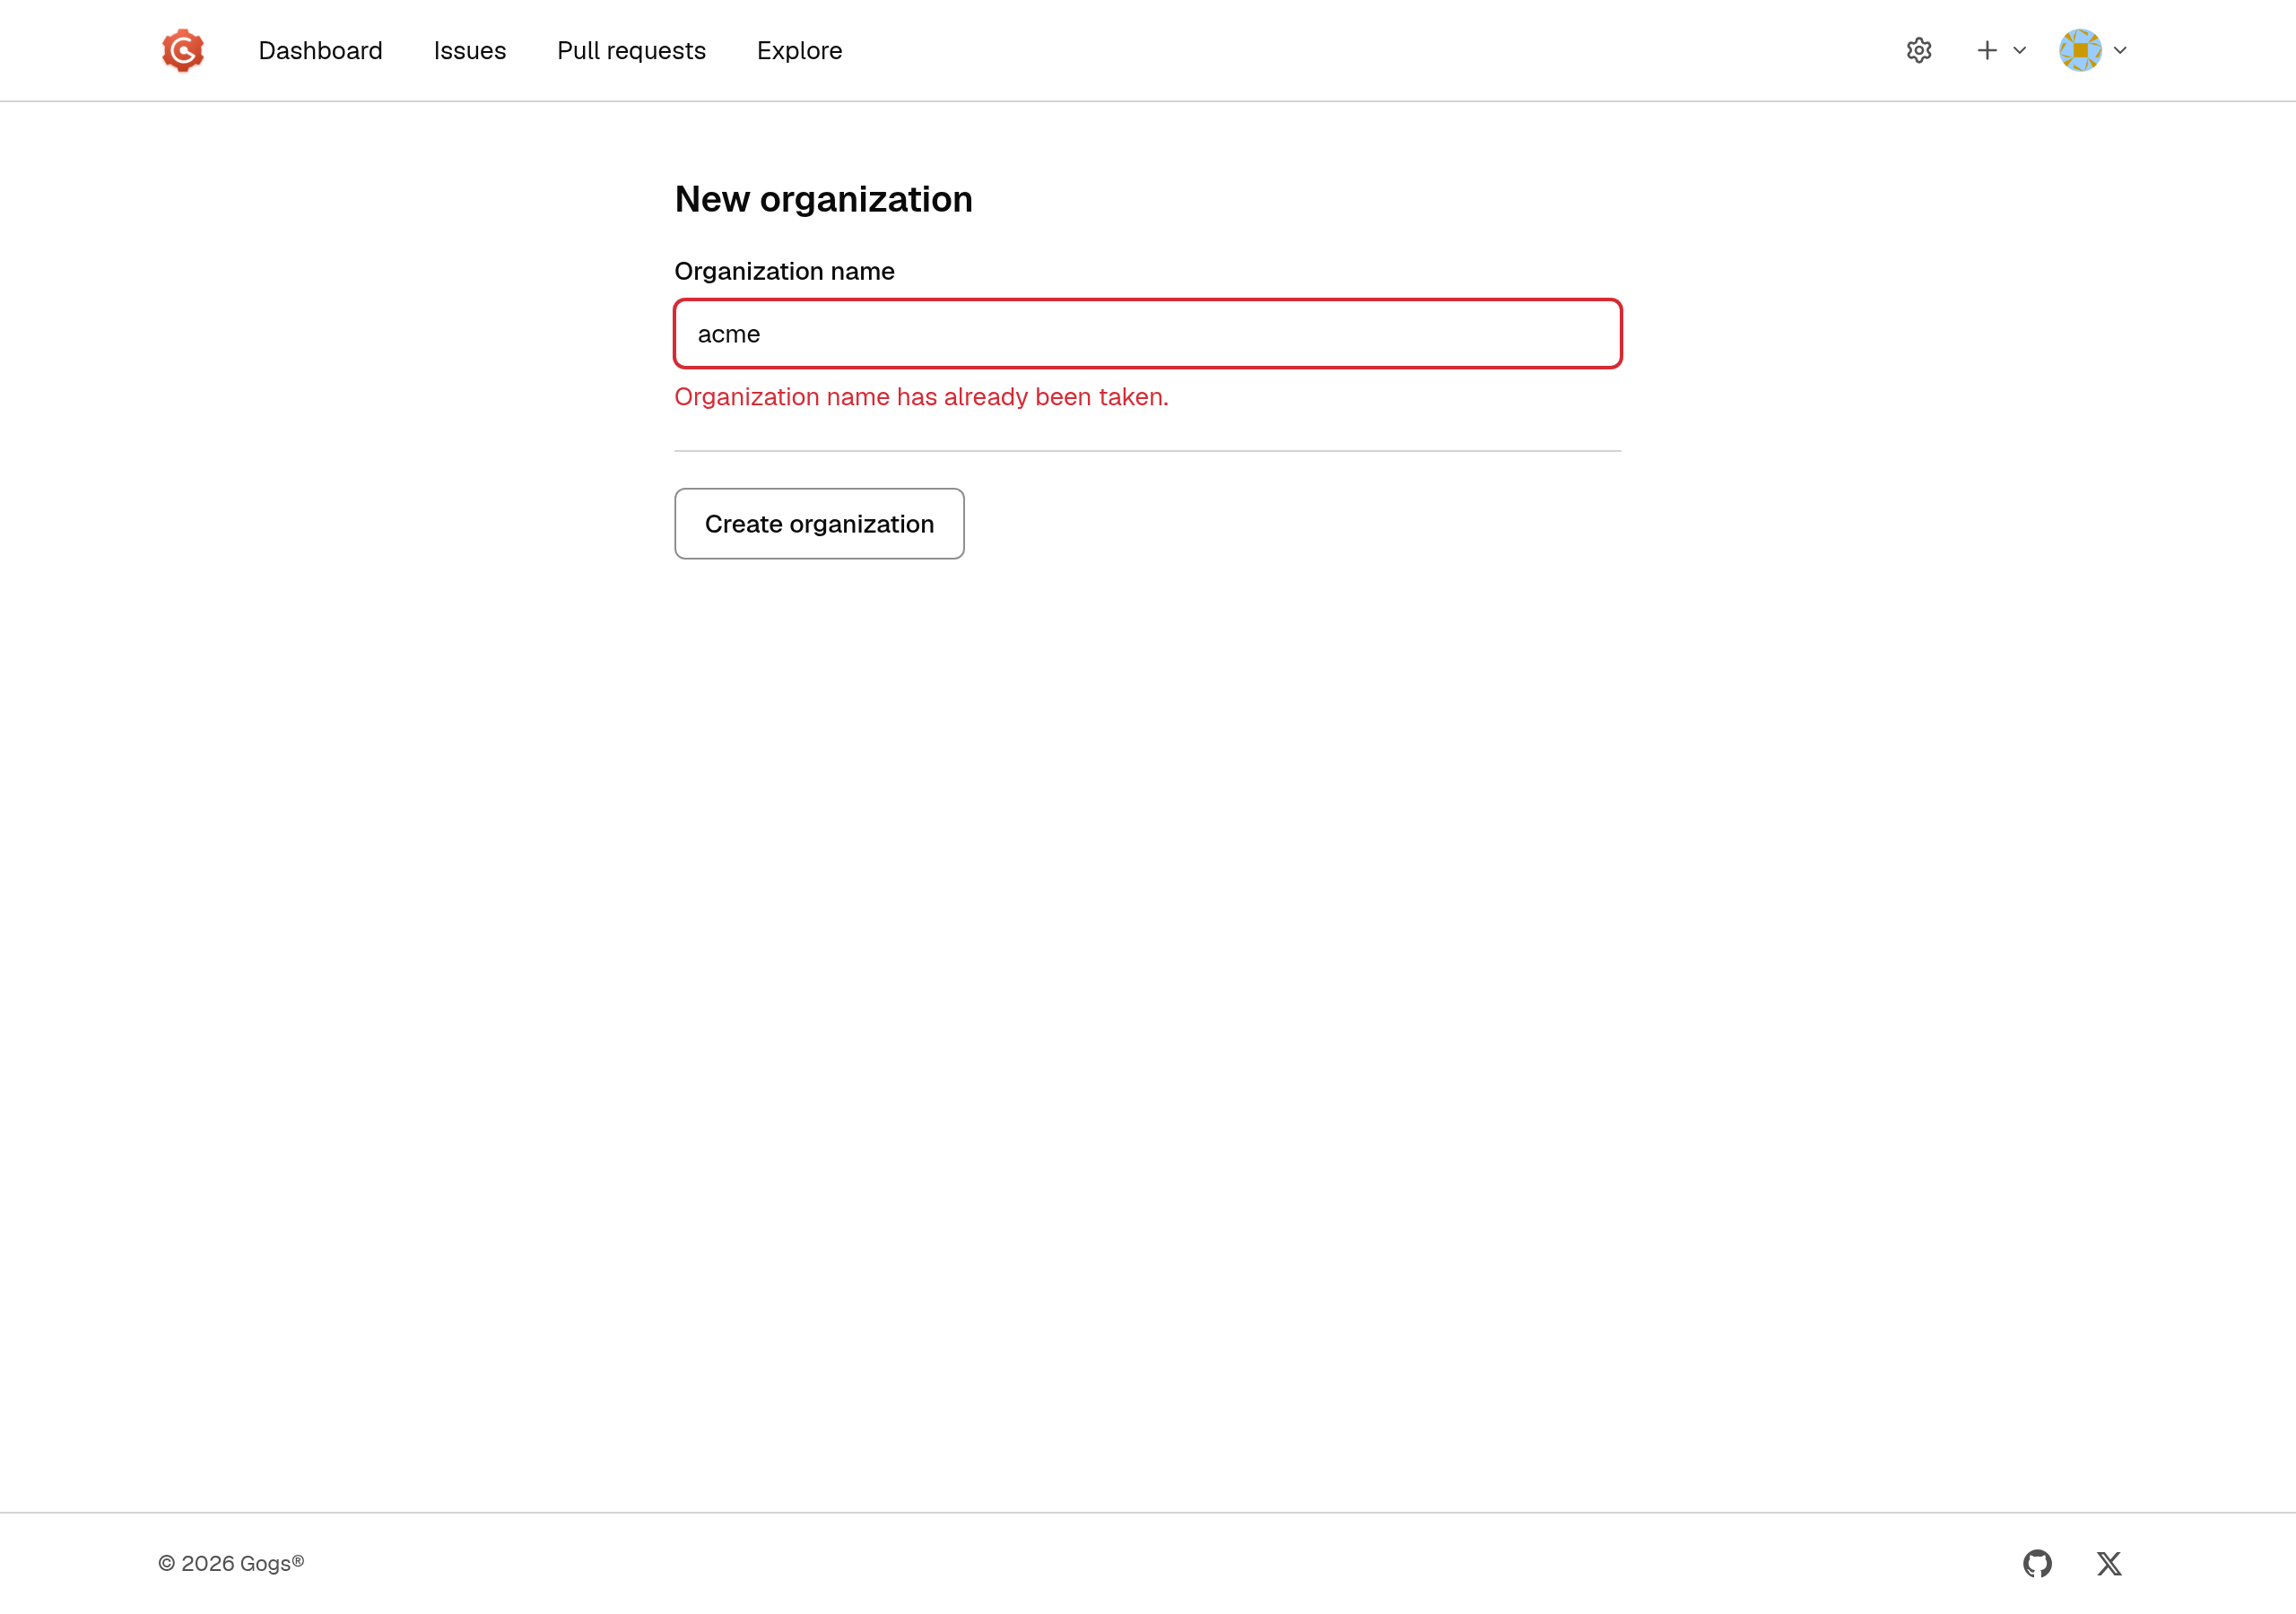 Dashboard Issues Pull requests Explore
New organization
Organization name
acme
Organization name has already been taken.
Create organization
© 2026 Gogs®